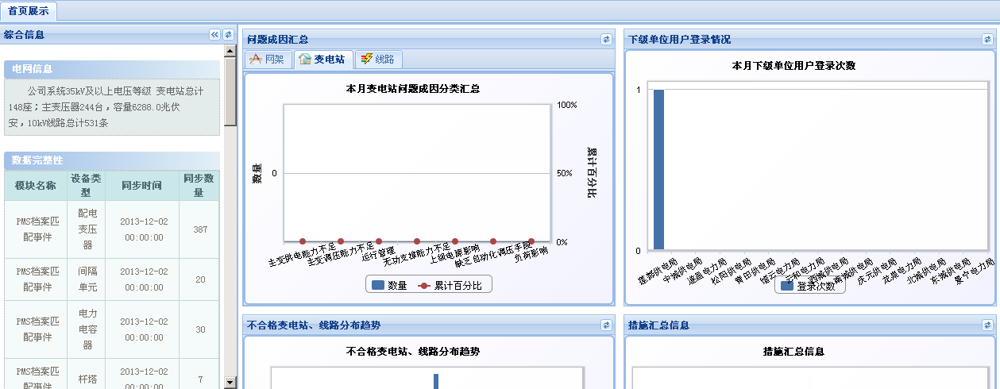 首页展示
综合信息
电网信息
公司系统35kV及以上电压等级 变电站总计
148座；主变压器244台，容量6288.0兆伏
安，10kV线路总计531条
数据完整性
模块名称 设备类型 同步时间 同步数量
PMS档案匹配事件 配电变压器 2013-12-02 00:00:00 387
PMS档案匹配事件 间隔单元 2013-12-02 00:00:00 20
PMS档案匹配事件 电力电容器 2013-12-02 00:00:00 30
PMS档案匹配事件 杆塔 2013-12-02 00:00:00 7
问题成因汇总
网架 变电站 线路
本月变电站问题成因分类汇总
100%
50%
0%
0
数量
累计百分比
主变供电能力不足
主变调压能力不足
运行管理
无功支撑能力不足
上级电源影响
缺乏自动化调压手段
负荷影响
数量 累计百分比
下级单位用户登录情况
本月下级单位用户登录次数
1
0
莲都供电局
中城供电局
遂昌电力局
松阳供电局
黄田供电局
缙云电力局
云和电力局
西城供电局
南城供电局
庆元供电局
龙泉电力局
北城供电局
东城供电局
景宁电力局
登录次数
不合格变电站、线路分布趋势
不合格变电站、线路分布趋势
措施汇总信息
措施汇总信息